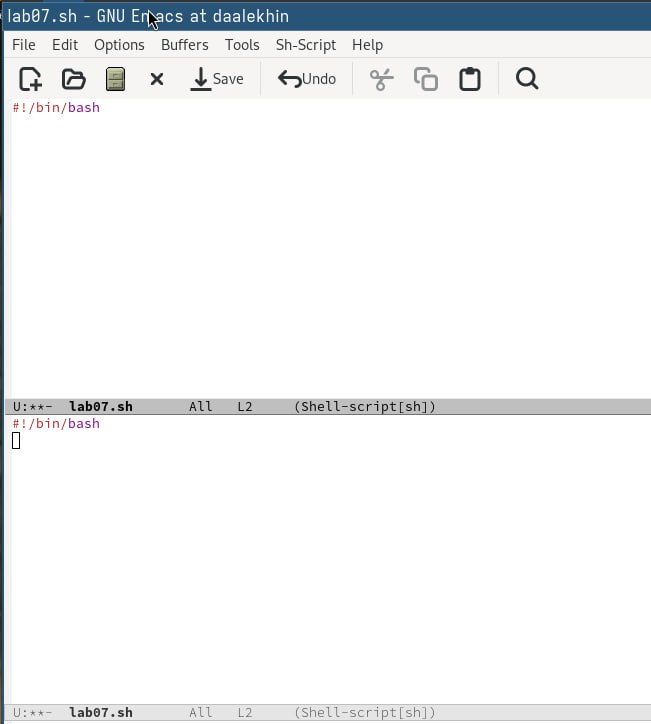 lab07.sh - GNU Emacs at daalekhin
File Edit Options Buffers Tools Sh-Script Help
Save Undo
#!/bin/bash
U:**-  lab07.sh       All   L2     (Shell-script[sh])
#!/bin/bash
U:**-  lab07.sh       All   L2     (Shell-script[sh])